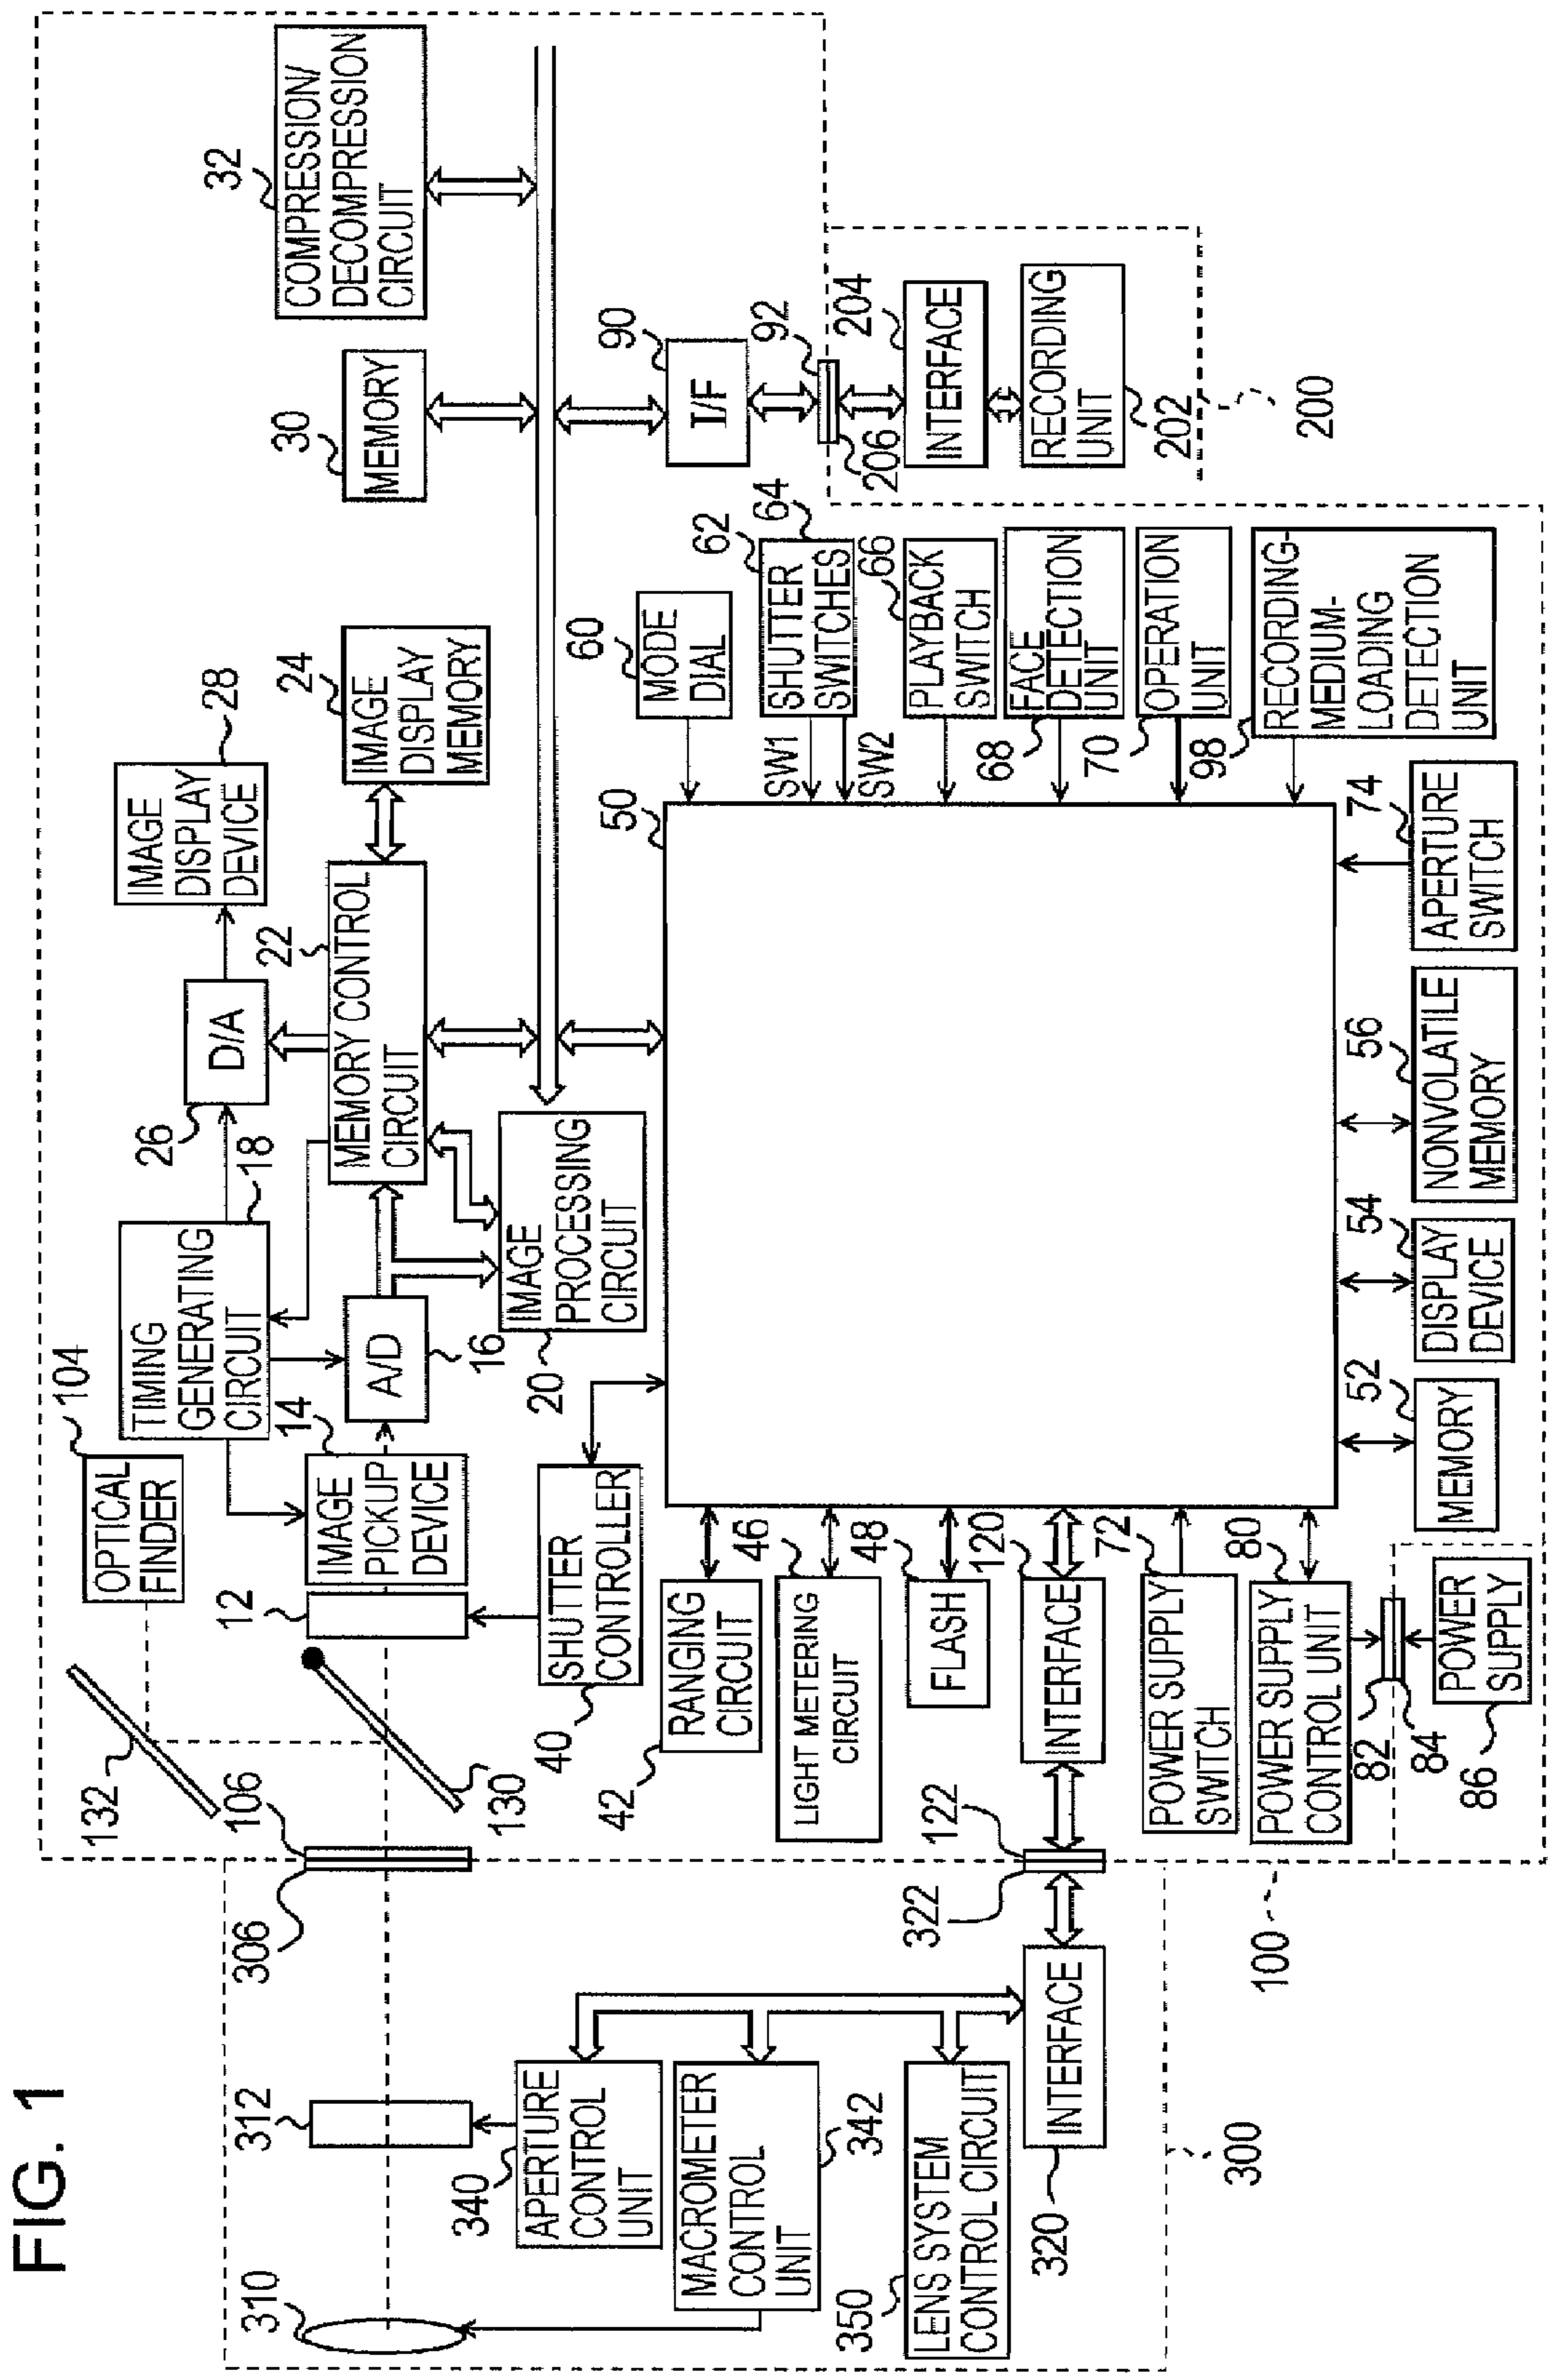 FIG. 1
310
312
306
106
132
130
104
OPTICAL
FINDER
12
14
IMAGE
PICKUP
DEVICE
TIMING
GENERATING
CIRCUIT
18
A/D
16
26
D/A
28
IMAGE
DISPLAY
DEVICE
22
MEMORY CONTROL
CIRCUIT
24
IMAGE
DISPLAY
MEMORY
30
MEMORY
32
COMPRESSION/
DECOMPRESSION
CIRCUIT
20
IMAGE
PROCESSING
CIRCUIT
40
SHUTTER
CONTROLLER
340
APERTURE
CONTROL
UNIT
MACROMETER
CONTROL
UNIT
342
350
LENS SYSTEM
CONTROL CIRCUIT
320
INTERFACE
300
322
122
100
42
RANGING
CIRCUIT
46
LIGHT METERING
CIRCUIT
48
FLASH
120
INTERFACE
72
POWER SUPPLY
SWITCH
80
POWER SUPPLY
CONTROL UNIT
82
84
86
POWER
SUPPLY
50
52
MEMORY
54
DISPLAY
DEVICE
56
NONVOLATILE
MEMORY
74
APERTURE
SWITCH
60
MODE
DIAL
62
64
SHUTTER
SWITCHES
SW1
SW2
66
PLAYBACK
SWITCH
68
FACE
DETECTION
UNIT
70
OPERATION
UNIT
98
RECORDING-
MEDIUM-
LOADING
DETECTION
UNIT
90
I/F
92
206
204
INTERFACE
RECORDING
UNIT
202
200